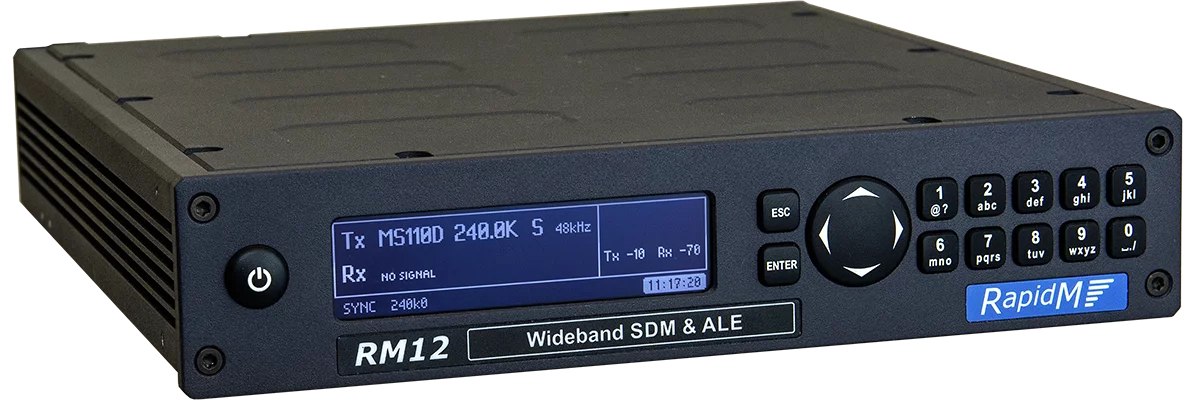 Tx MS110D 240.0K S 48kHz
Tx -10 Rx -70
Rx NO SIGNAL
11:17:28
SYNC 240k0
RM12
Wideband SDM & ALE
ESC
ENTER
1 2 3 4 5
@? abc def ghi jkl
6 7 8 9 0
mno pqrs tuv wxyz _./
RapidM